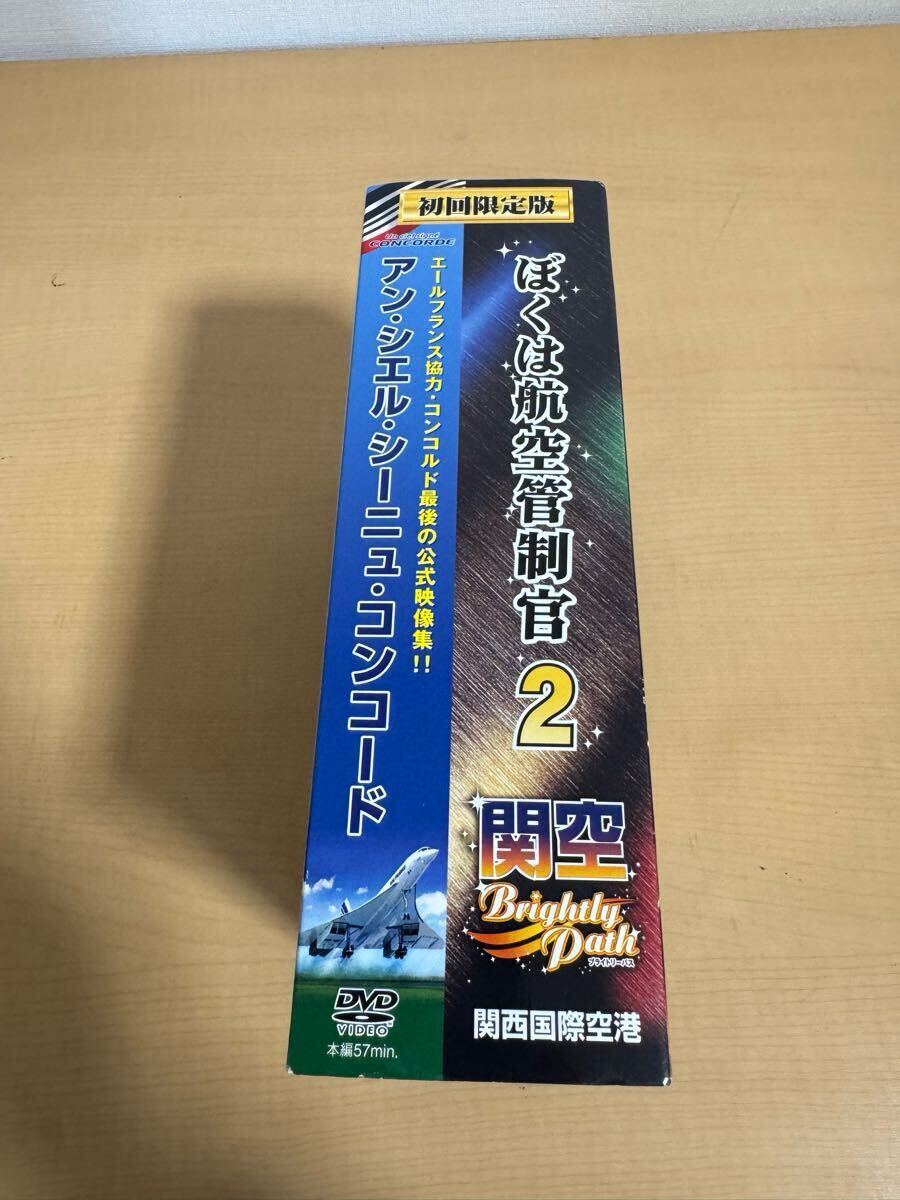 初回限定版
ぼくは航空管制官2
関空
Brightly
Path
ブライトリーパス
関西国際空港
Un ciel signé
CONCORDE
エールフランス協力・コンコルド最後の公式映像集!!
アン・シエル・シーニュ・コンコード
DVD
VIDEO
本編57min.